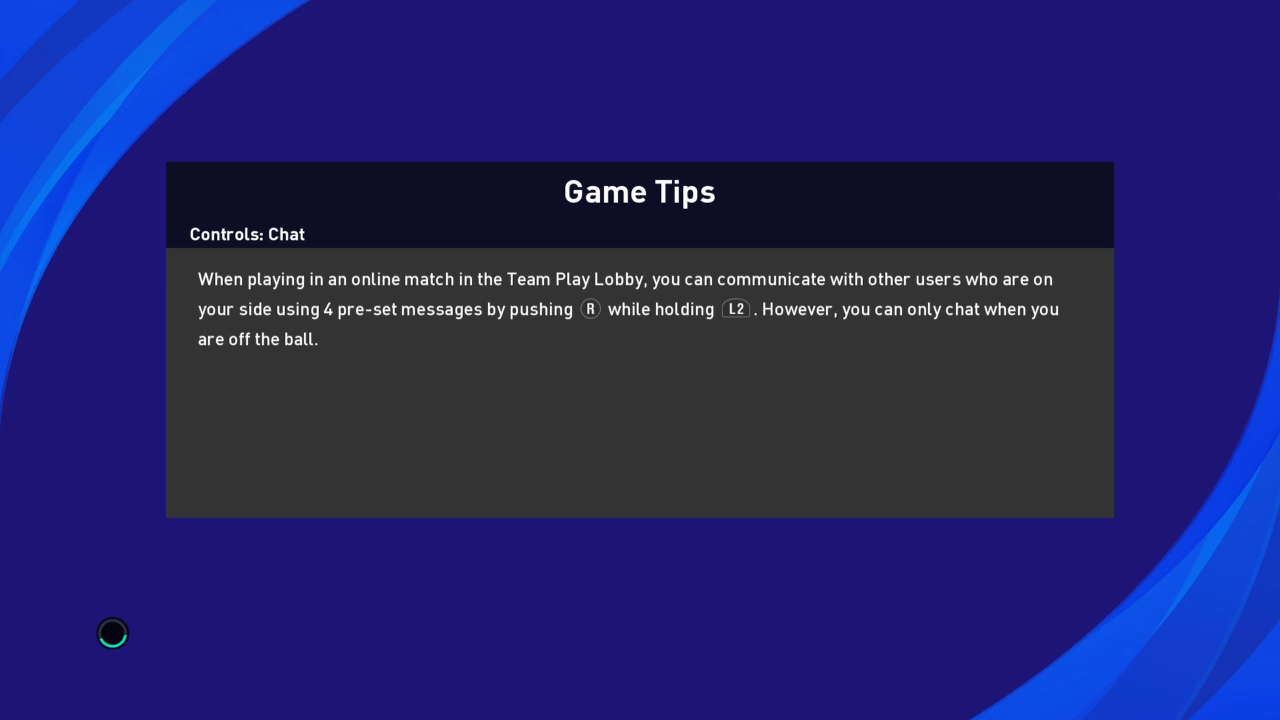 Game Tips
Controls: Chat
When playing in an online match in the Team Play Lobby, you can communicate with other users who are on
your side using 4 pre-set messages by pushing R while holding L2. However, you can only chat when you
are off the ball.